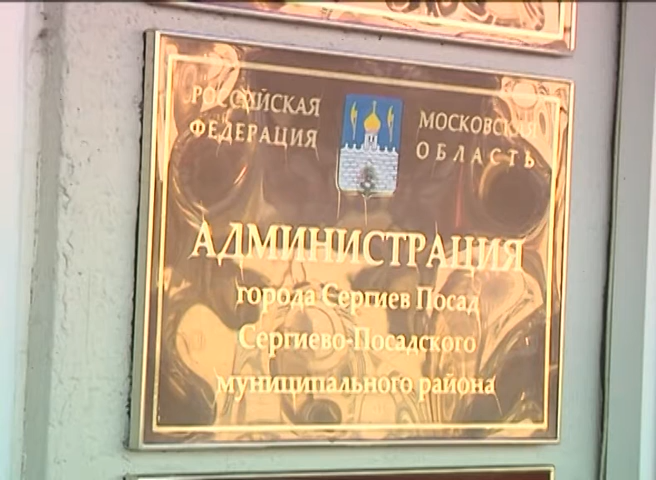 РОССИЙСКАЯ
ФЕДЕРАЦИЯ
МОСКОВСКАЯ
ОБЛАСТЬ
АДМИНИСТРАЦИЯ
города Сергиев Посад
Сергиево-Посадского
муниципального района